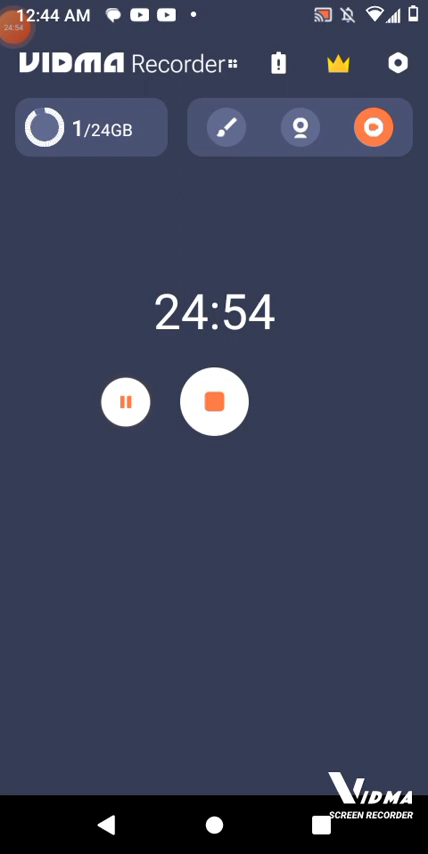 24:54
12:44 AM
VIDMA Recorder
1/24GB
24:54
VIDMA
SCREEN RECORDER